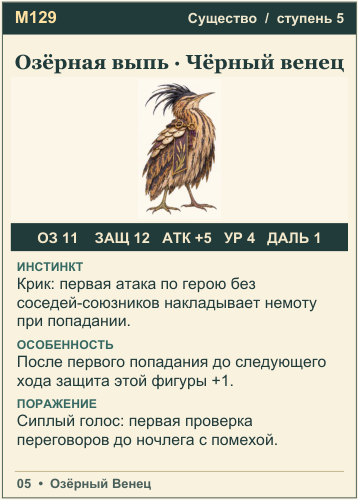 М129
Существо / ступень 5
Озёрная выпь · Чёрный венец
ОЗ 11 ЗАЩ 12 АТК +5 УР 4 ДАЛЬ 1
ИНСТИНКТ
Крик: первая атака по герою без
соседей-союзников накладывает немоту
при попадании.
ОСОБЕННОСТЬ
После первого попадания до следующего
хода защита этой фигуры +1.
ПОРАЖЕНИЕ
Сиплый голос: первая проверка
переговоров до ночлега с помехой.
05 • Озёрный Венец